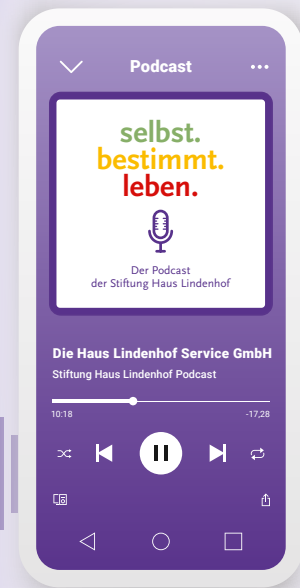 Podcast
selbst.
bestimmt.
leben.
Der Podcast
der Stiftung Haus Lindenhof
Die Haus Lindenhof Service GmbH
Stiftung Haus Lindenhof Podcast
10:18
-17,28